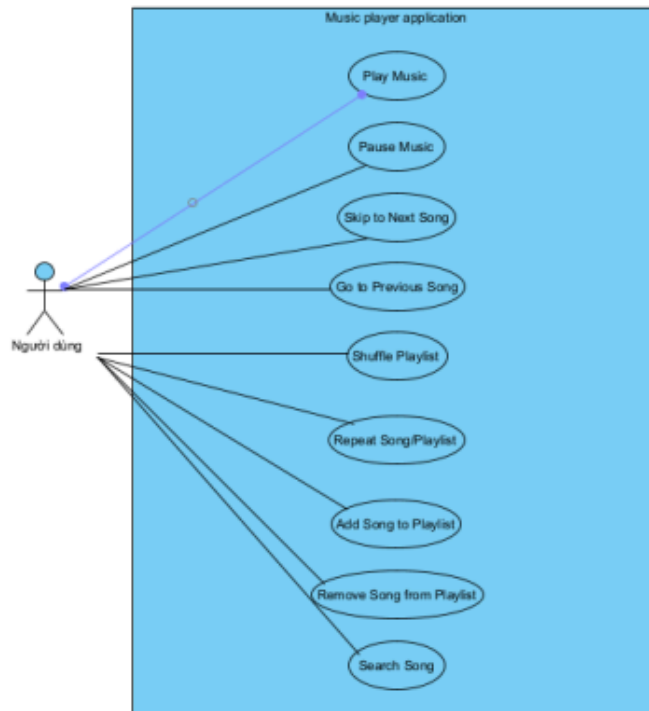 Music player application
Play Music
Pause Music
Skip to Next Song
Go to Previous Song
Người dùng
Shuffle Playlist
Repeat Song/Playlist
Add Song to Playlist
Remove Song from Playlist
Search Song